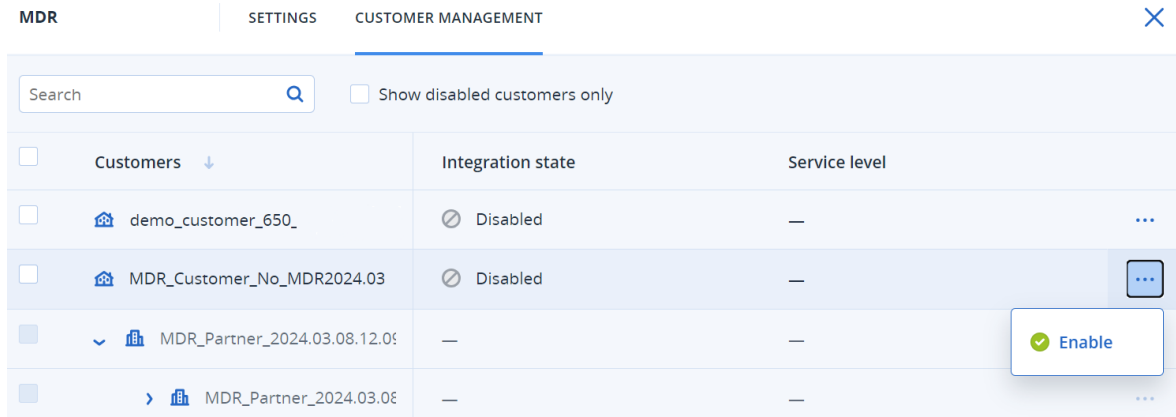 MDR SETTINGS CUSTOMER MANAGEMENT
Search Show disabled customers only
Customers Integration state Service level
demo_customer_650_ Disabled —
MDR_Customer_No_MDR2024.03 Disabled —
MDR_Partner_2024.03.08.12.09 — —
Enable
MDR_Partner_2024.03.08 — —